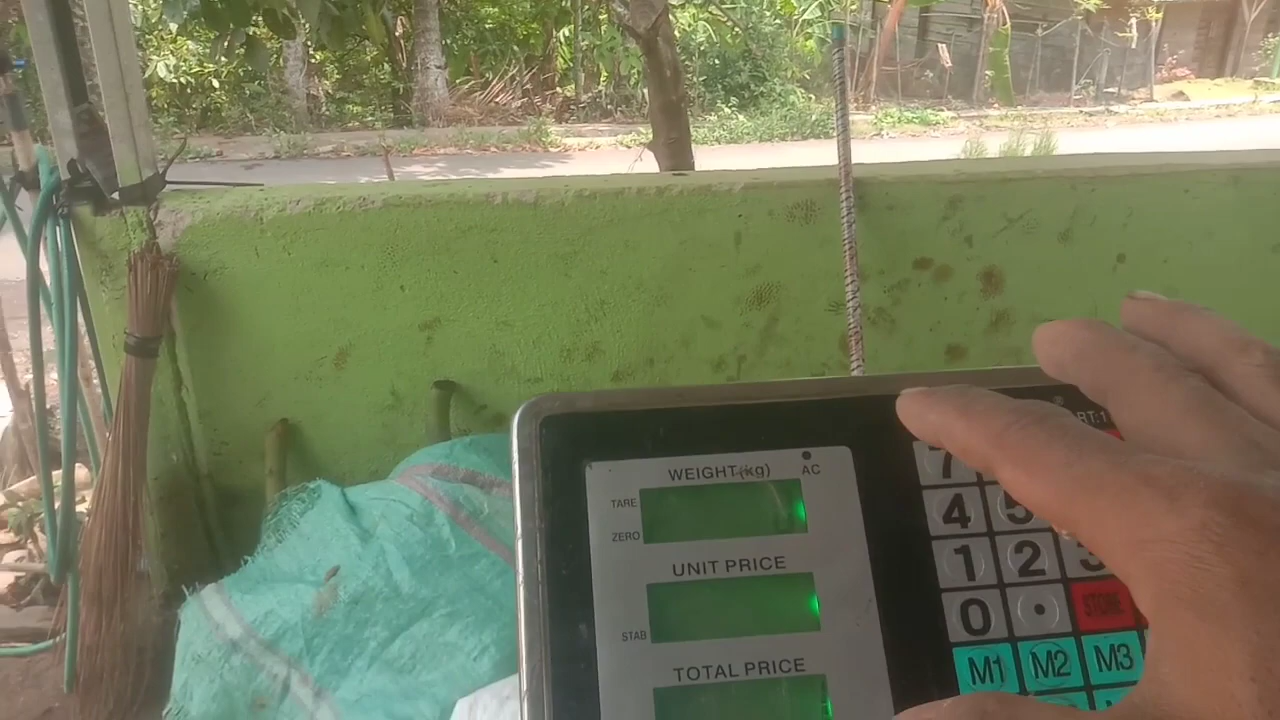 WEIGHT(kg)
AC
TARE
ZERO
UNIT PRICE
STAB
TOTAL PRICE
7
4 5
1 2
0 • STORE
M1 M2 M3